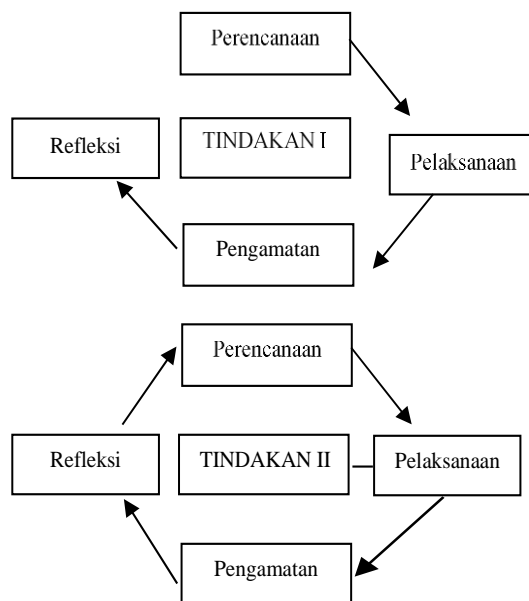 Perencanaan
Refleksi
TINDAKAN I
Pelaksanaan
Pengamatan
Perencanaan
Refleksi
TINDAKAN II
Pelaksanaan
Pengamatan